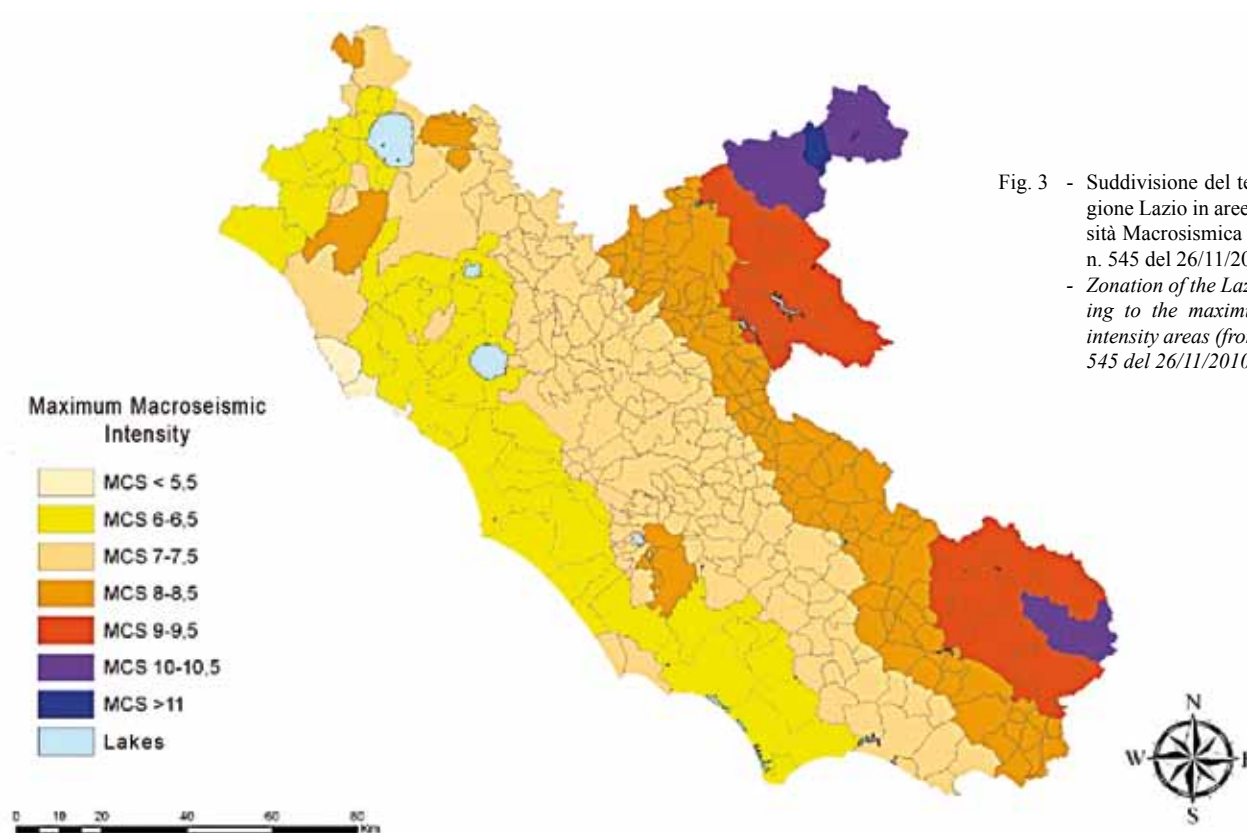 Fig. 3 - Suddivisione del te
gione Lazio in aree
sità Macrosismica
n. 545 del 26/11/20
- Zonation of the Laz
ing to the maximu
intensity areas (from
545 del 26/11/2010
Maximum Macroseismic
Intensity
MCS < 5,5
MCS 6-6,5
MCS 7-7,5
MCS 8-8,5
MCS 9-9,5
MCS 10-10,5
MCS >11
Lakes
N
W
S
0 10 20 40 60 80
Km